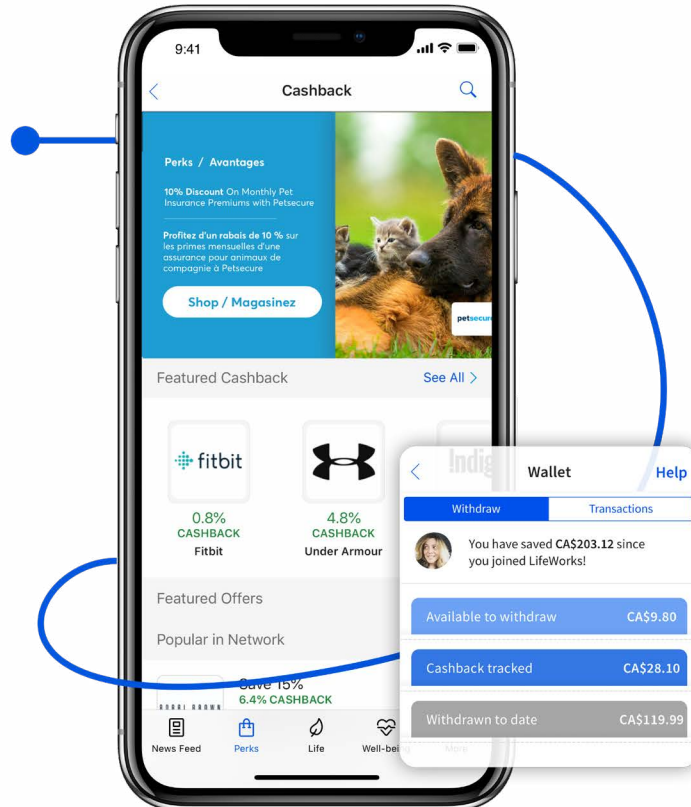 9:41
Cashback
Perks / Avantages
10% Discount On Monthly Pet
Insurance Premiums with Petsecure
Profitez d'un rabais de 10 % sur
les primes mensuelles d'une
assurance pour animaux de
compagnie à Petsecure
Shop / Magasinez
petsecure
Featured Cashback
See All >
fitbit
!ndig
0.8%
CASHBACK
Fitbit
4.8%
CASHBACK
Under Armour
Featured Offers
Popular in Network
Save 15%
6.4% CASHBACK
BOBBI BROWN
News Feed
Perks
Life
Well-being
More
Wallet
Help
Withdraw
Transactions
You have saved CA$203.12 since
you joined LifeWorks!
Available to withdraw CA$9.80
Cashback tracked CA$28.10
Withdrawn to date CA$119.99